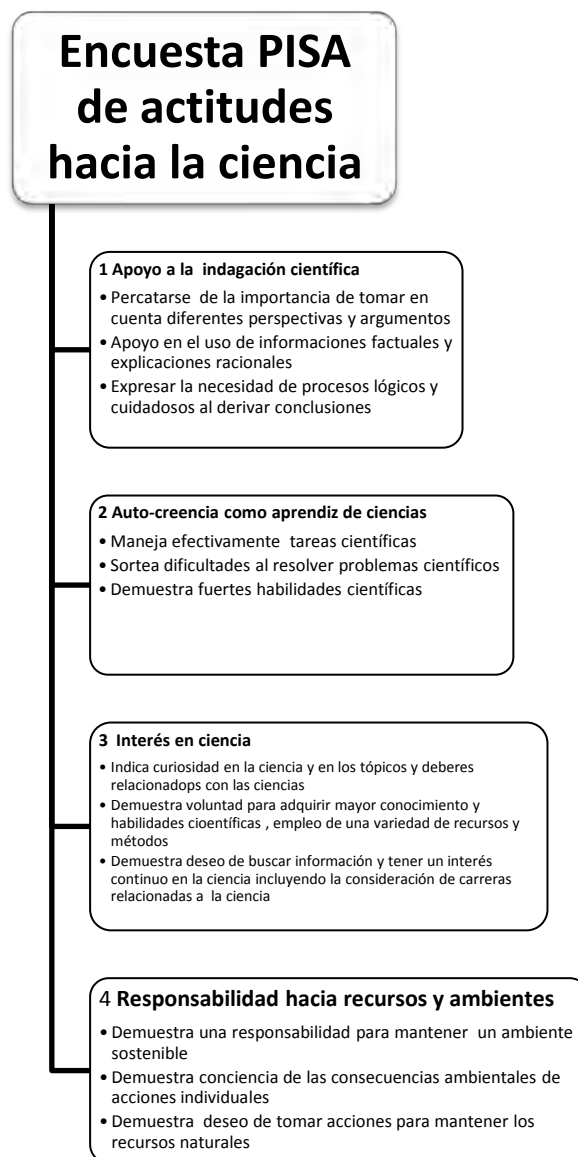 Encuesta PISA
de actitudes
hacia la ciencia
1 Apoyo a la indagación científica
• Percatarse de la importancia de tomar en
cuenta diferentes perspectivas y argumentos
• Apoyo en el uso de informaciones factuales y
explicaciones racionales
• Expresar la necesidad de procesos lógicos y
cuidadosos al derivar conclusiones
2 Auto-creencia como aprendiz de ciencias
• Maneja efectivamente tareas científicas
• Sortea dificultades al resolver problemas científicos
• Demuestra fuertes habilidades científicas
3 Interés en ciencia
• Indica curiosidad en la ciencia y en los tópicos y deberes
relacionadops con las ciencias
• Demuestra voluntad para adquirir mayor conocimiento y
habilidades cioentíficas , empleo de una variedad de recursos y
métodos
• Demuestra deseo de buscar información y tener un interés
continuo en la ciencia incluyendo la consideración de carreras
relacionadas a la ciencia
4 Responsabilidad hacia recursos y ambientes
• Demuestra una responsabilidad para mantener un ambiente
sostenible
• Demuestra conciencia de las consecuencias ambientales de
acciones individuales
• Demuestra deseo de tomar acciones para mantener los
recursos naturales